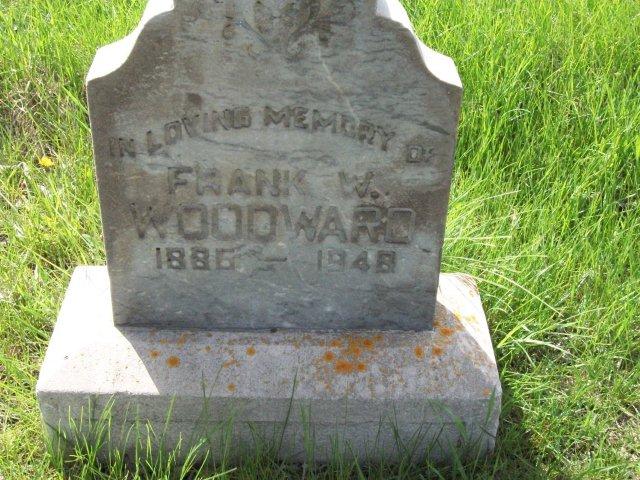 IN LOVING MEMORY OF
FRANK W.
WOODWARD
1886 - 1948